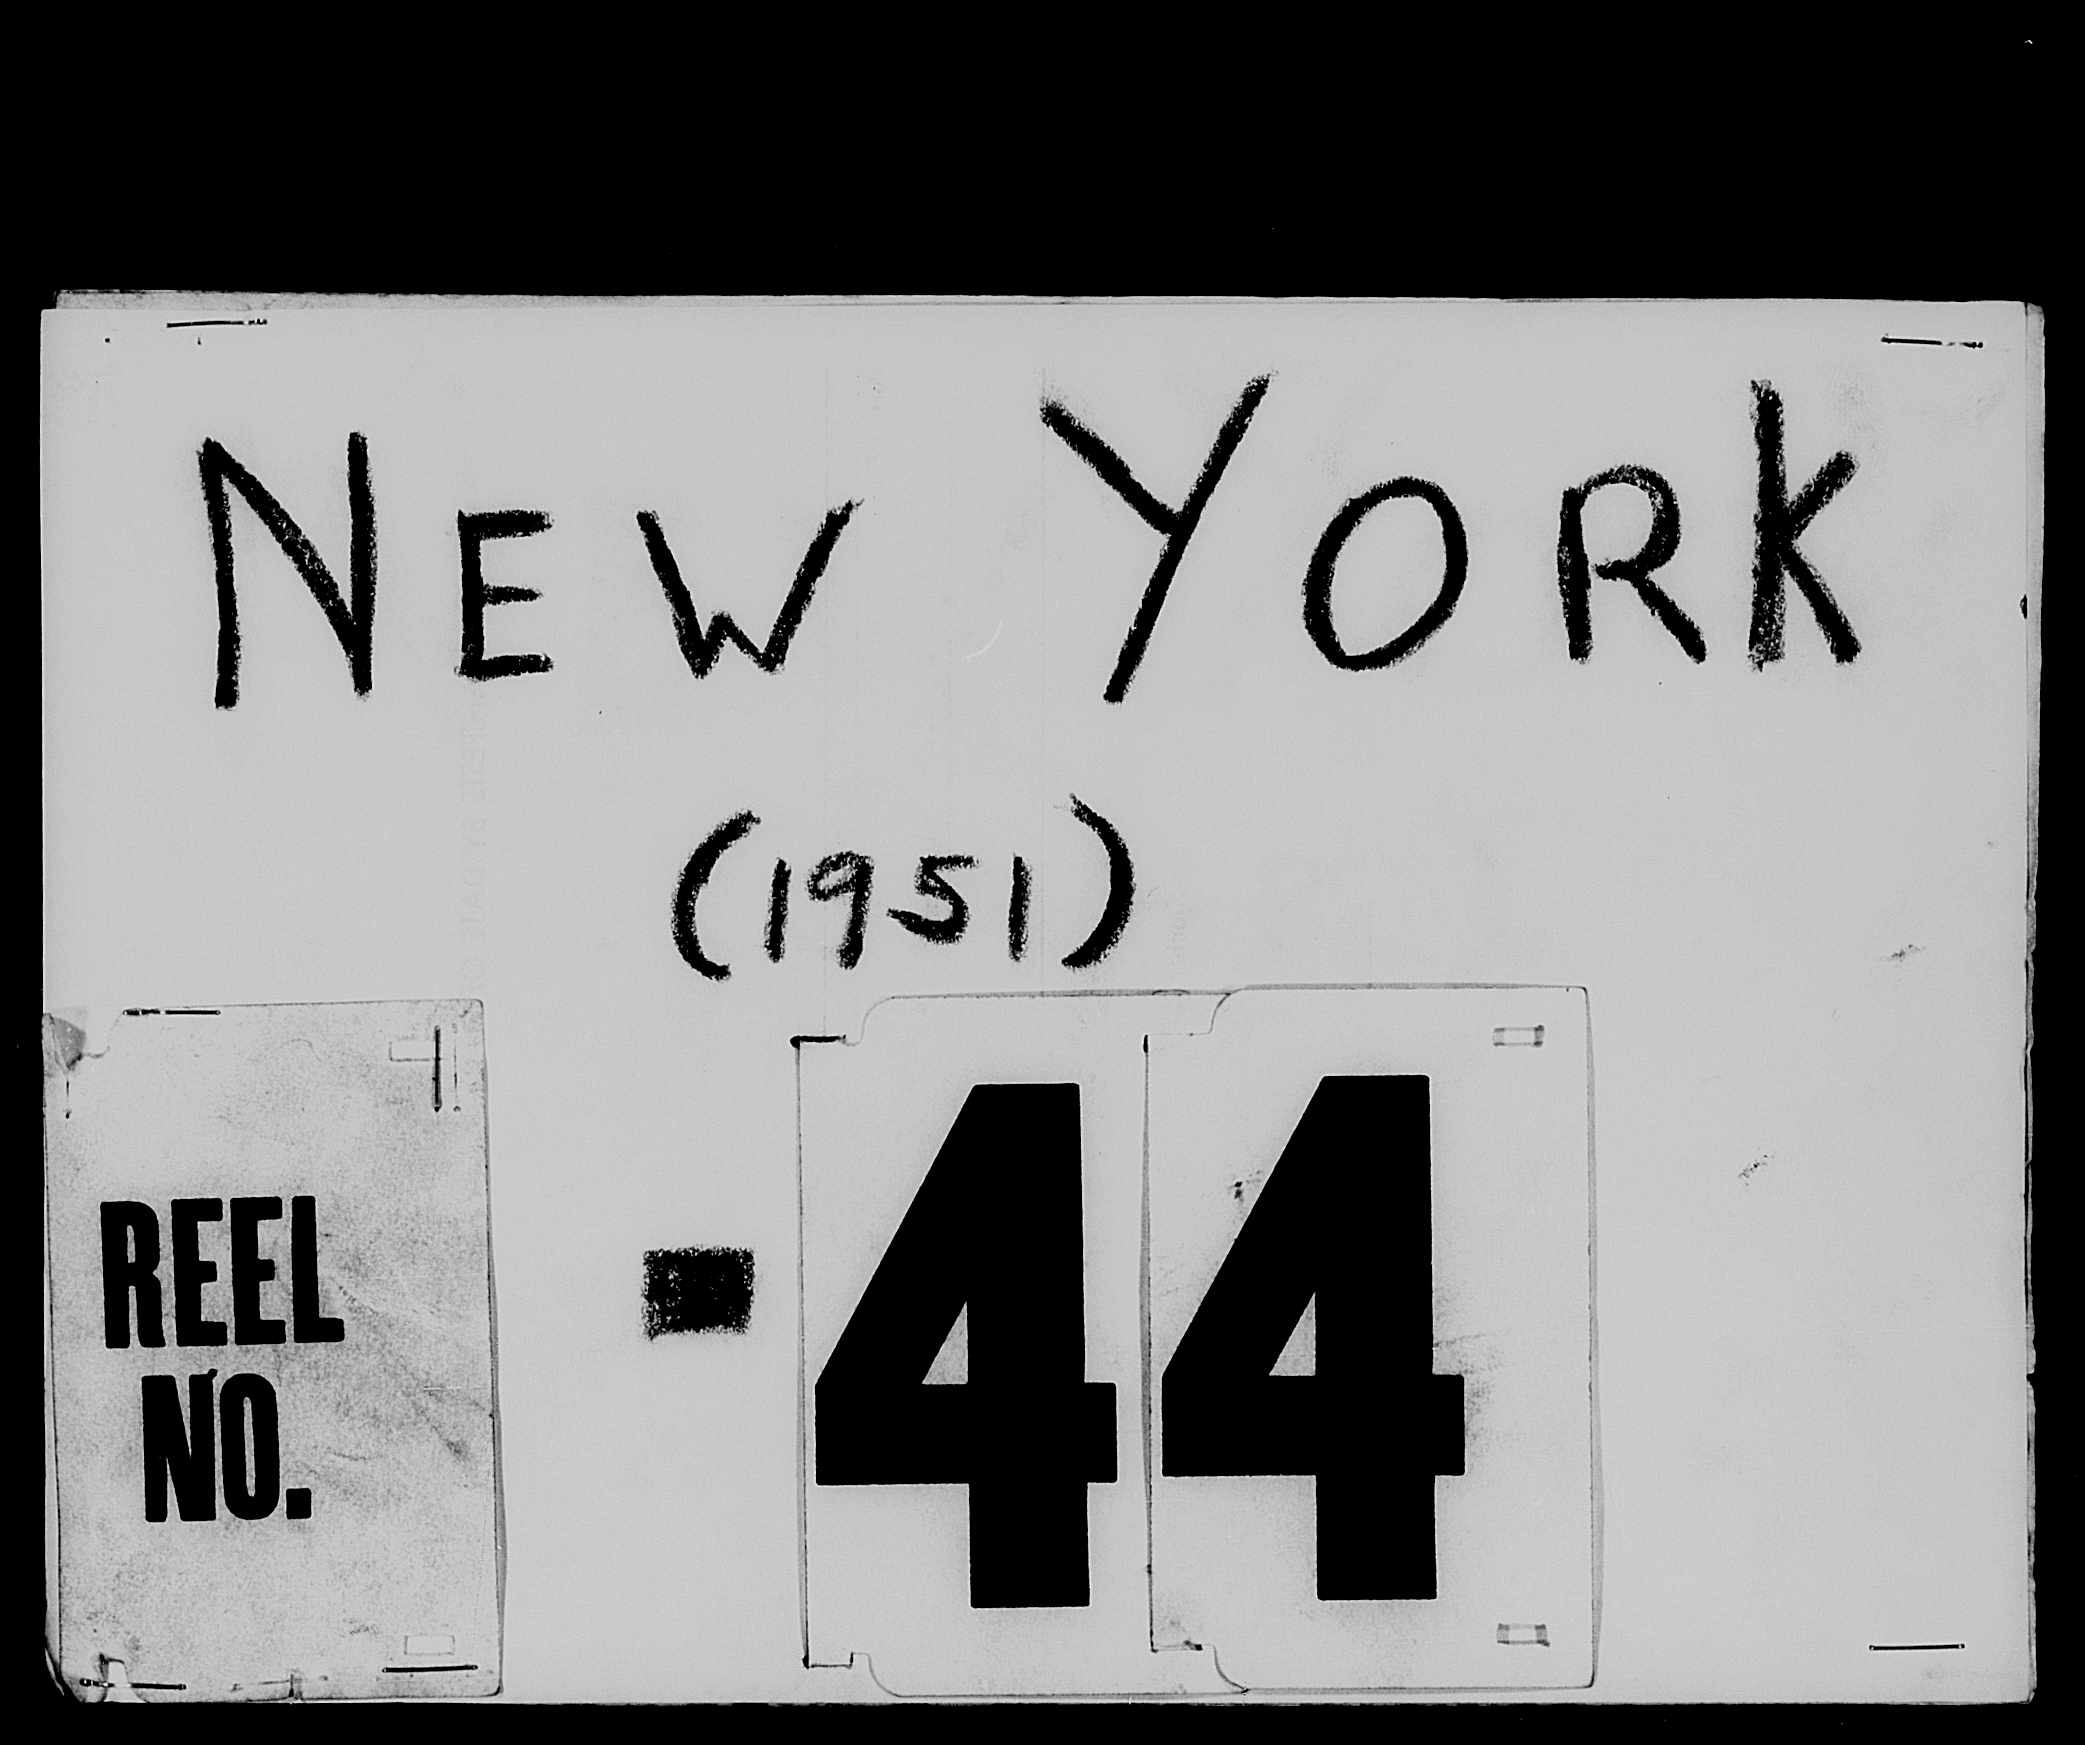 NEW YORK
(1951)
REEL
NO.
- 44